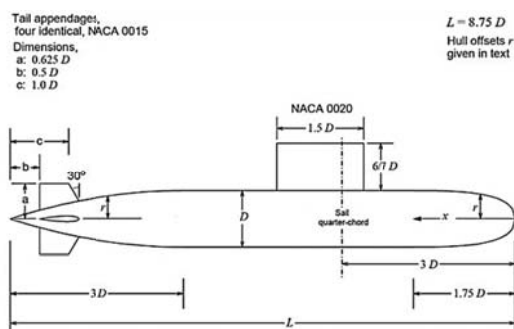 Tail appendages,
four identical, NACA 0015
Dimensions,
a: 0.625 D
b: 0.5 D
c: 1.0 D
L = 8.75 D
Hull offsets r
given in text
NACA 0020
1.5 D
c
b
30°
6/7 D
a
r
D
Sail
quarter-chord
x
r
3 D
3D
1.75 D
L